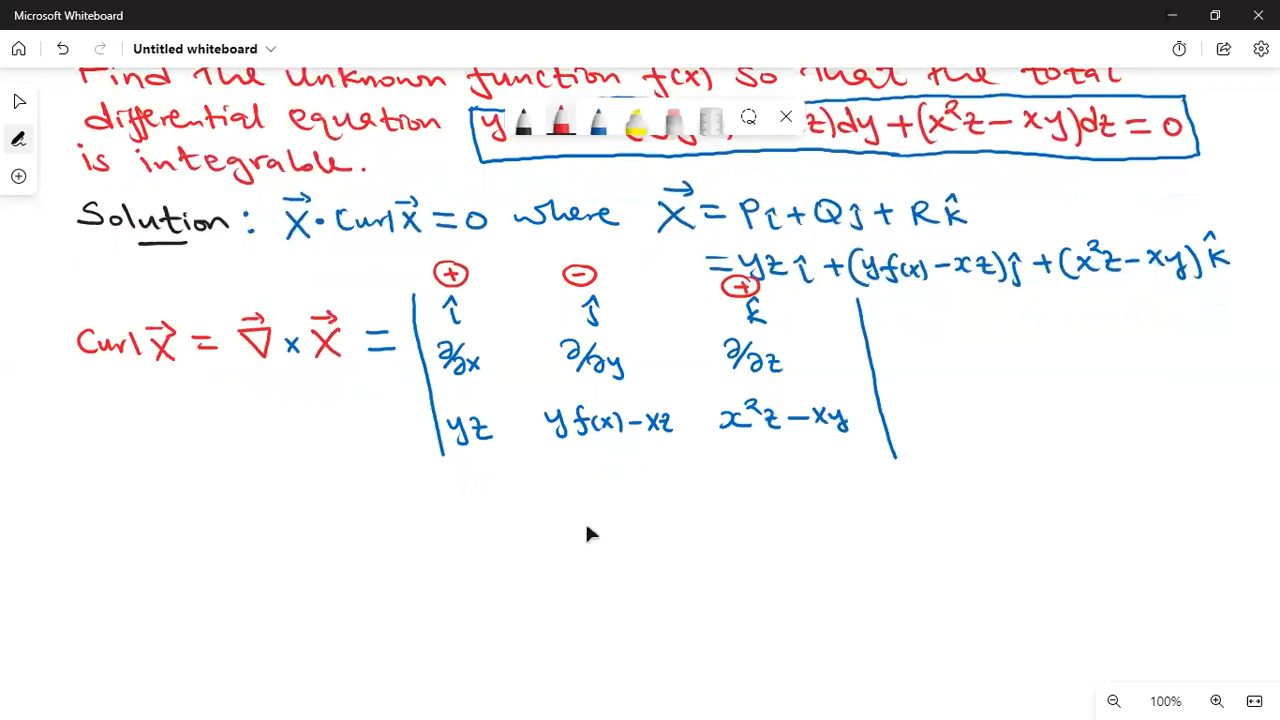 Microsoft Whiteboard
Untitled whiteboard
Find the unknown function f(x) so that the total
differential equation y z)dy+(x²z-xy)dz=0
is integrable.
Solution: X⃗·Curl X⃗=0 where X⃗=Pî+Qĵ+Rk̂
=yzî+(yf(x)-xz)ĵ+(x²z-xy)k̂
+ - +
Curl X⃗ = ∇⃗ × X⃗ = | î ĵ k̂ |
∂/∂x ∂/∂y ∂/∂z
yz yf(x)-xz x²z-xy
100%